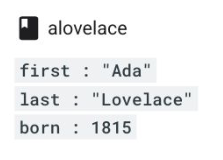 alovelace
first : "Ada"
last : "Lovelace"
born : 1815